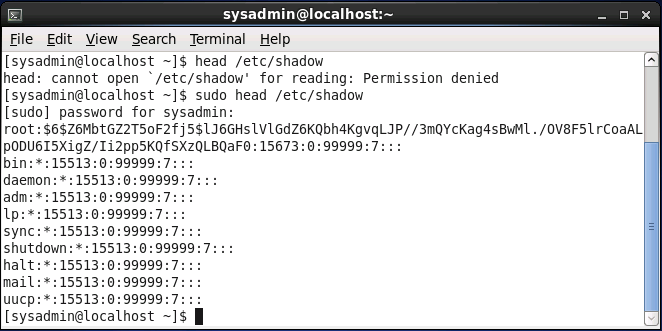 sysadmin@localhost:~
File Edit View Search Terminal Help
[sysadmin@localhost ~]$ head /etc/shadow
head: cannot open `/etc/shadow' for reading: Permission denied
[sysadmin@localhost ~]$ sudo head /etc/shadow
[sudo] password for sysadmin:
root:$6$Z6MbtGZ2T5oF2fj5$lJ6GHslVlGdZ6KQbh4KgvqLJP//3mQYcKag4sBwMl./OV8F5lrCoaAL
pODU6I5XigZ/Ii2pp5KQfSXzQLBQaF0:15673:0:99999:7:::
bin:*:15513:0:99999:7:::
daemon:*:15513:0:99999:7:::
adm:*:15513:0:99999:7:::
lp:*:15513:0:99999:7:::
sync:*:15513:0:99999:7:::
shutdown:*:15513:0:99999:7:::
halt:*:15513:0:99999:7:::
mail:*:15513:0:99999:7:::
uucp:*:15513:0:99999:7:::
[sysadmin@localhost ~]$